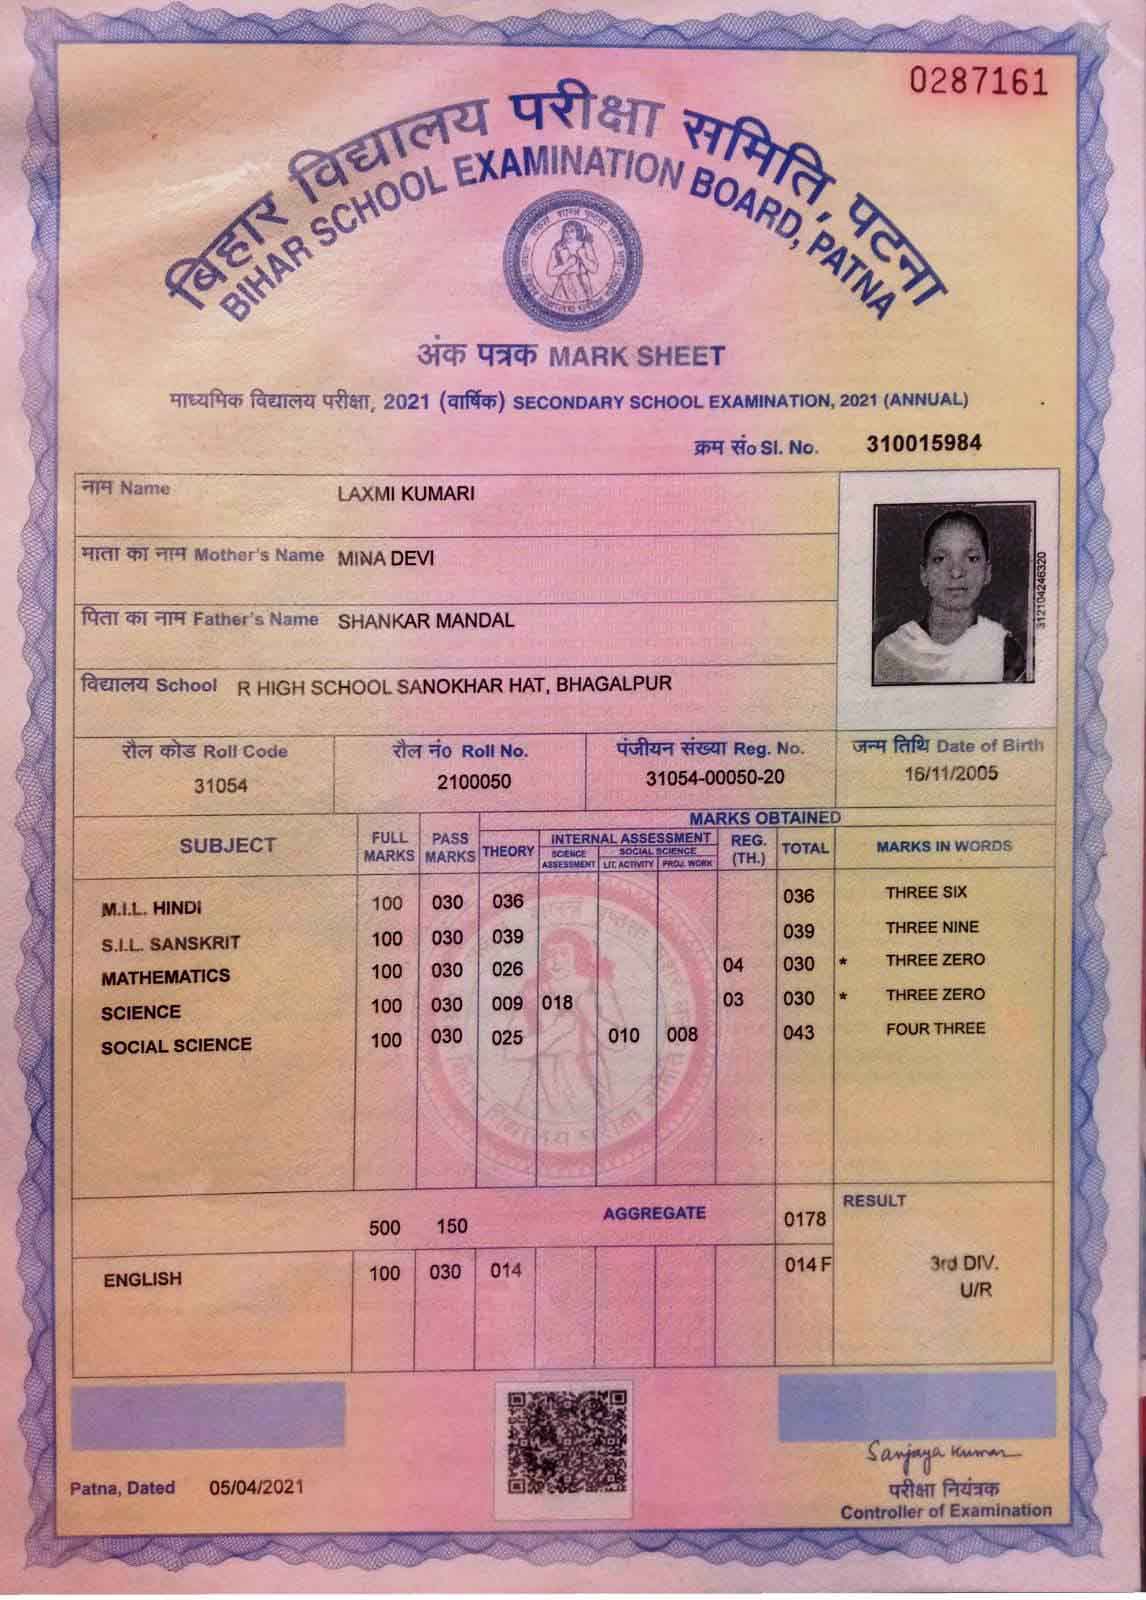 0287161
बिहार विद्यालय परीक्षा समिति, पटना
BIHAR SCHOOL EXAMINATION BOARD, PATNA
अंक पत्रक MARK SHEET
माध्यमिक विद्यालय परीक्षा, 2021 (वार्षिक) SECONDARY SCHOOL EXAMINATION, 2021 (ANNUAL)
क्रम सं० SI. No. 310015984
नाम Name LAXMI KUMARI
माता का नाम Mother's Name MINA DEVI
पिता का नाम Father's Name SHANKAR MANDAL
312104246320
विद्यालय School R HIGH SCHOOL SANOKHAR HAT, BHAGALPUR
रौल कोड Roll Code रौल नं० Roll No. पंजीयन संख्या Reg. No. जन्म तिथि Date of Birth
31054 2100050 31054-00050-20 16/11/2005
MARKS OBTAINED
SUBJECT FULL MARKS PASS MARKS THEORY INTERNAL ASSESSMENT REG. (TH.) TOTAL MARKS IN WORDS
SCIENCE ASSESSMENT SOCIAL SCIENCE
LIT. ACTIVITY PROJ. WORK
M.I.L. HINDI 100 030 036 036 THREE SIX
S.I.L. SANSKRIT 100 030 039 039 THREE NINE
MATHEMATICS 100 030 026 04 030 * THREE ZERO
SCIENCE 100 030 009 018 03 030 * THREE ZERO
SOCIAL SCIENCE 100 030 025 010 008 043 FOUR THREE
500 150 AGGREGATE 0178 RESULT
ENGLISH 100 030 014 014 F 3rd DIV.
U/R
Sanjaya Kumar
Patna, Dated 05/04/2021 परीक्षा नियंत्रक
Controller of Examination